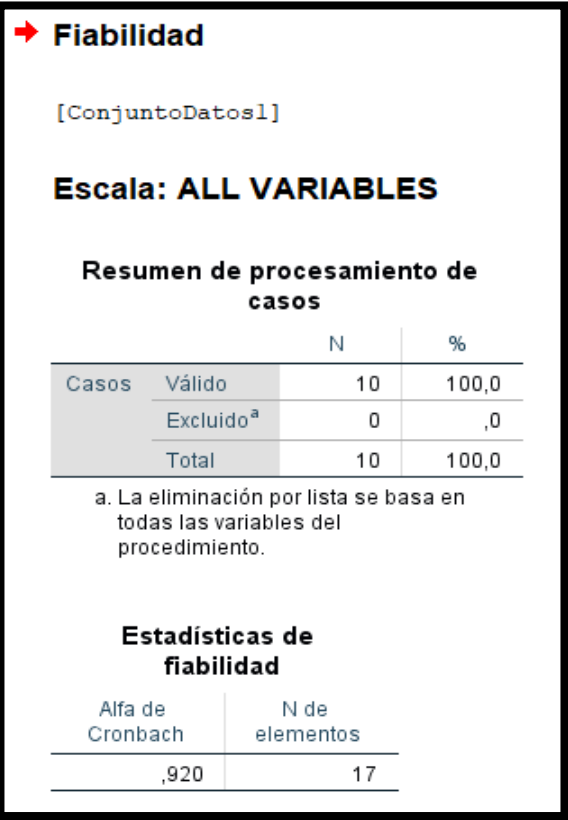 Fiabilidad
[ConjuntoDatos1]
Escala: ALL VARIABLES
Resumen de procesamiento de
casos
N %
Casos Válido 10 100,0
Excluidoᵃ 0 ,0
Total 10 100,0
a. La eliminación por lista se basa en
todas las variables del
procedimiento.
Estadísticas de
fiabilidad
Alfa de N de
Cronbach elementos
,920 17